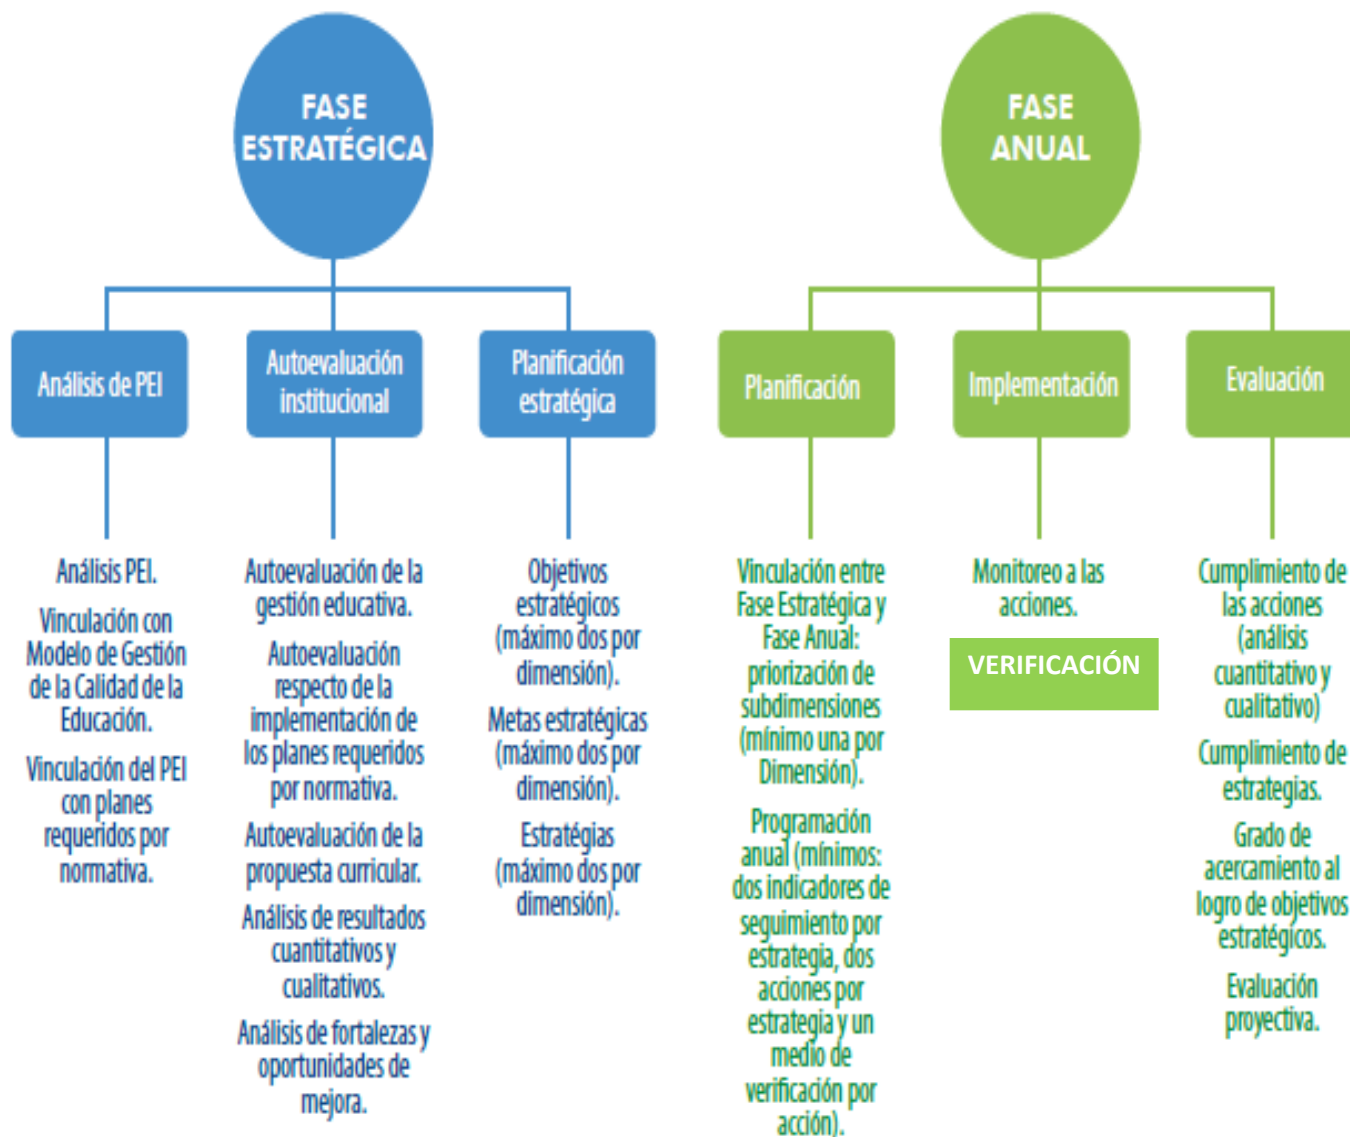 FASE
ESTRATÉGICA
Análisis de PEI
Análisis PEI.
Vinculación con
Modelo de Gestión
de la Calidad de la
Educación.
Vinculación del PEI
con planes
requeridos por
normativa.
Autoevaluación
institucional
Autoevaluación de la
gestión educativa.
Autoevaluación
respecto de la
implementación de
los planes requeridos
por normativa.
Autoevaluación de la
propuesta curricular.
Análisis de resultados
cuantitativos y
cualitativos.
Análisis de fortalezas y
oportunidades de
mejora.
Planificación
estratégica
Objetivos
estratégicos
(máximo dos por
dimensión).
Metas estratégicas
(máximo dos por
dimensión).
Estratégias
(máximo dos por
dimensión).
FASE
ANUAL
Planificación
Vinculación entre
Fase Estratégica y
Fase Anual:
priorización de
subdimensiones
(mínimo una por
Dimensión).
Programación
anual (mínimos:
dos indicadores de
seguimiento por
estrategia, dos
acciones por
estrategia y un
medio de
verificación por
acción).
Implementación
Monitoreo a las
acciones.
VERIFICACIÓN
Evaluación
Cumplimiento de
las acciones
(análisis
cuantitativo y
cualitativo)
Cumplimiento de
estrategias.
Grado de
acercamiento al
logro de objetivos
estratégicos.
Evaluación
proyectiva.